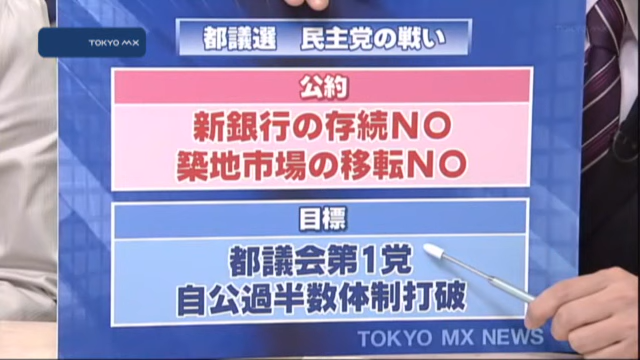 TOKYO MX
都議選 民主党の戦い
公約
新銀行の存続NO
築地市場の移転NO
目標
都議会第1党
自公過半数体制打破
TOKYO MX NEWS